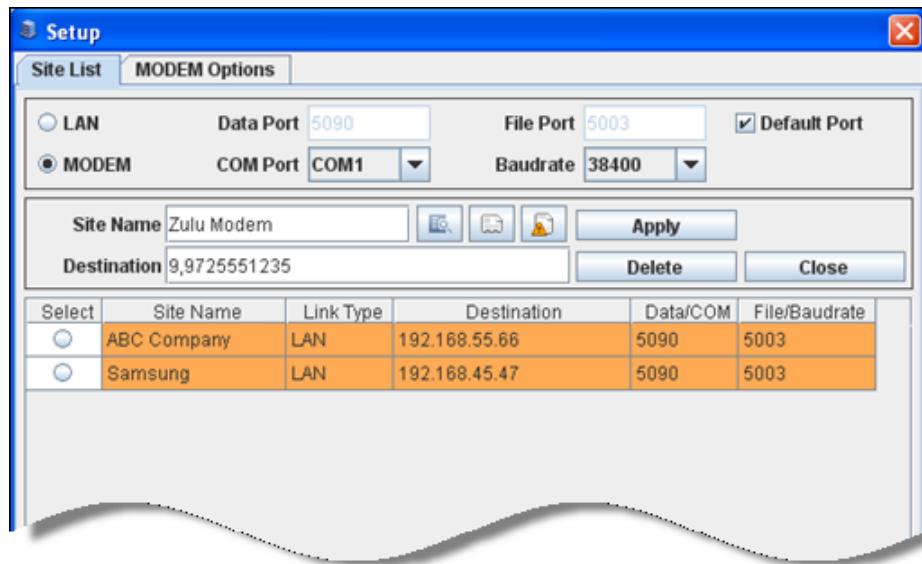 Setup
Site List MODEM Options
LAN Data Port 5090 File Port 5003 Default Port
MODEM COM Port COM1 Baudrate 38400
Site Name Zulu Modem Apply
Destination 9,9725551235 Delete Close
Select Site Name Link Type Destination Data/COM File/Baudrate
ABC Company LAN 192.168.55.66 5090 5003
Samsung LAN 192.168.45.47 5090 5003